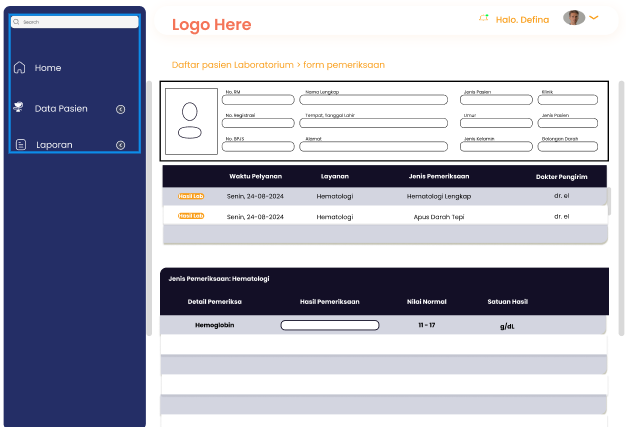 Search
Logo Here
Halo. Defina
Home
Data Pasien
Laporan
Daftar pasien Laboratorium > form pemeriksaan
No. RM
Nama Lengkap
Jenis Pasien
Klinik
No. Registrasi
Tempat, tanggal Lahir
Umur
Jenis Pasien
No. BPJS
Alamat
Jenis Kelamin
Golongan Darah
Waktu Pelyanan
Layanan
Jenis Pemeriksaan
Dokter Pengirim
Hasil Lab
Senin, 24-08-2024
Hematologi
Hematologi Lengkap
dr. el
Hasil Lab
Senin, 24-08-2024
Hematologi
Apus Darah Tepi
dr. el
Jenis Pemeriksaan: Hematologi
Detail Pemeriksa
Hasil Pemeriksaan
Nilai Normal
Satuan Hasil
Hemoglobin
11 - 17
g/dL